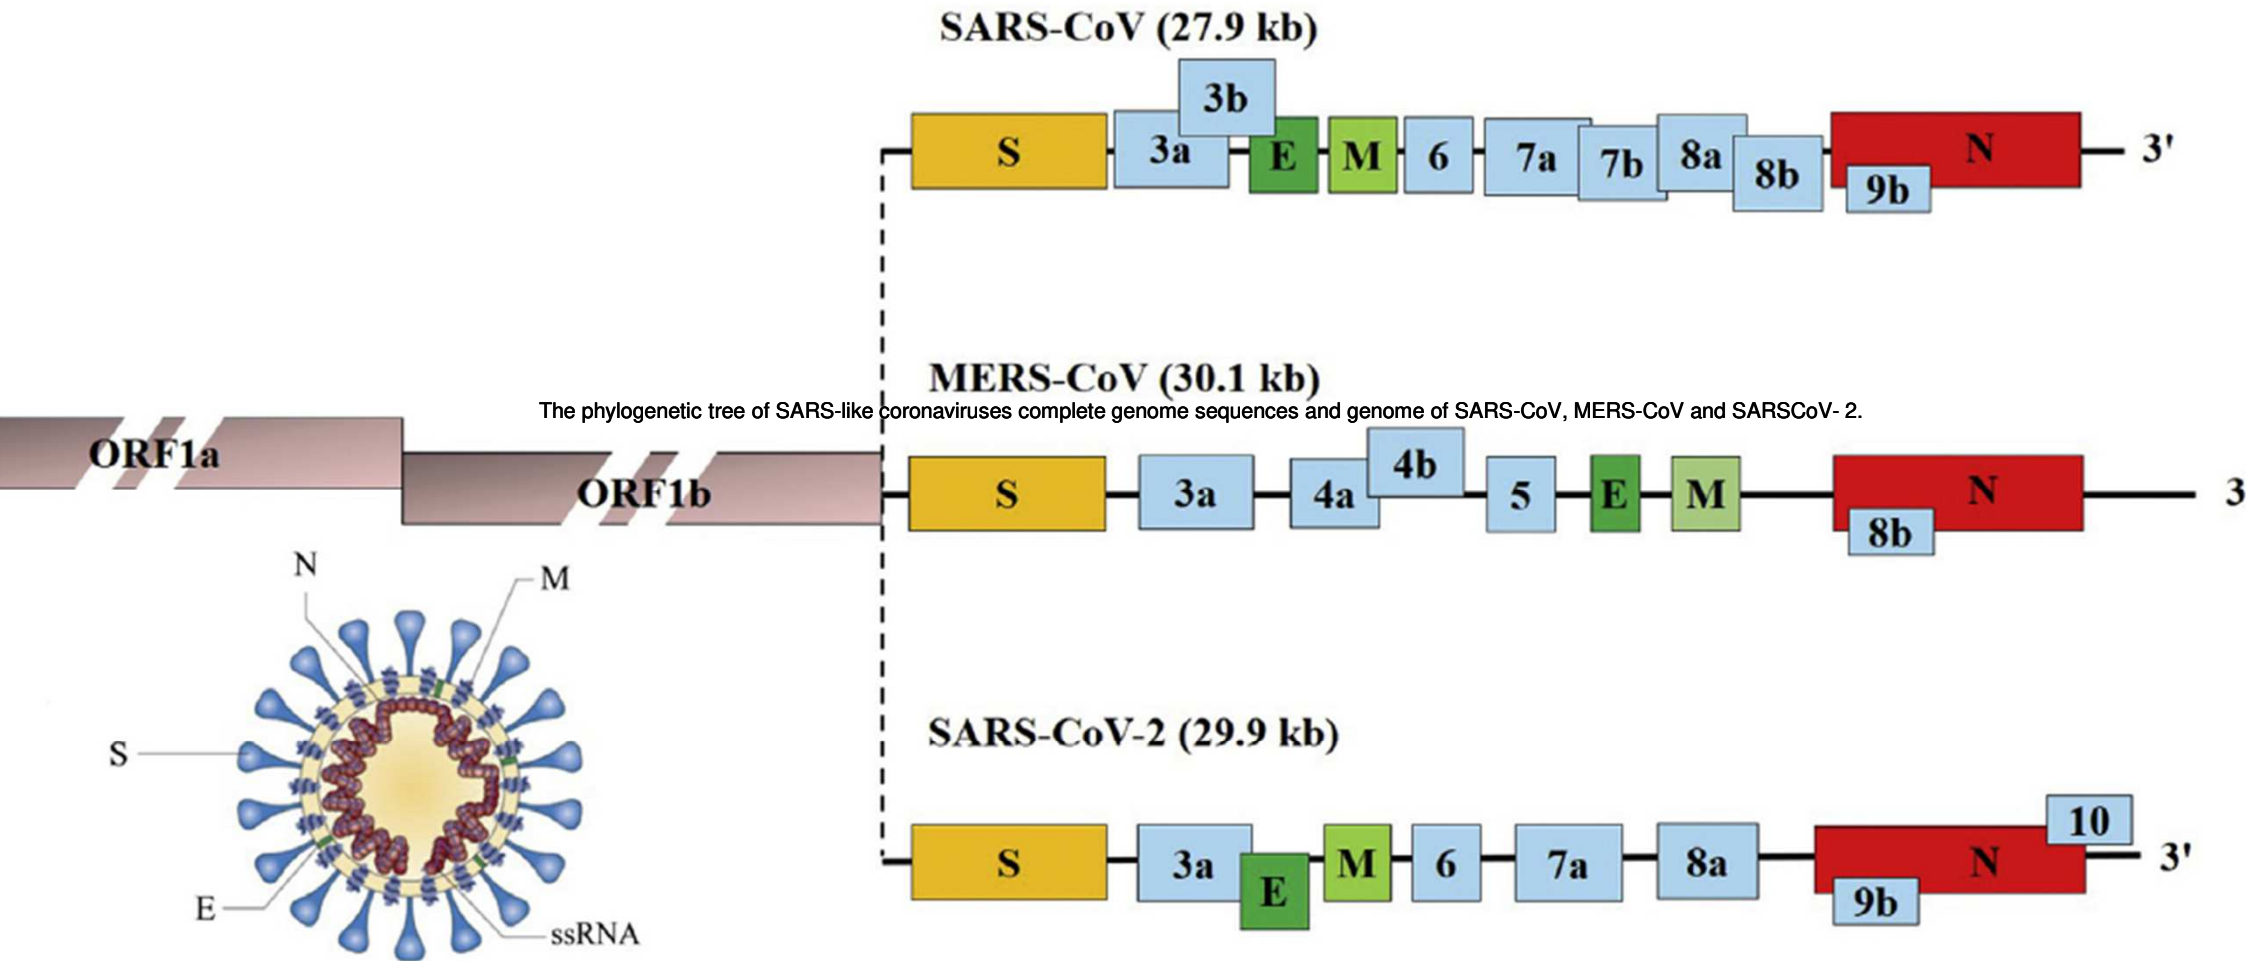 SARS-CoV (27.9 kb)
3b
S 3a E M 6 7a 7b 8a 8b N 3'
9b
MERS-CoV (30.1 kb)
The phylogenetic tree of SARS-like coronaviruses complete genome sequences and genome of SARS-CoV, MERS-CoV and SARSCoV- 2.
ORF1a
ORF1b
4b
S 3a 4a 5 E M N 3
8b
N
M
S
E
ssRNA
SARS-CoV-2 (29.9 kb)
10
S 3a E M 6 7a 8a N 3'
9b